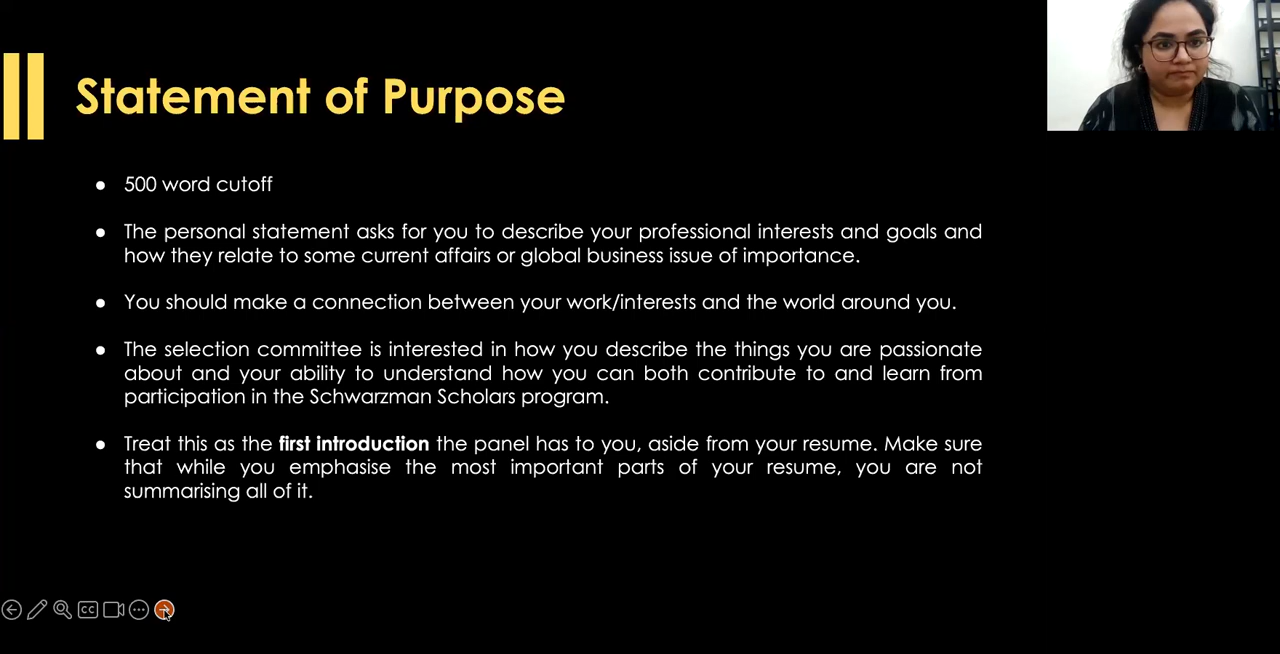 Statement of Purpose
● 500 word cutoff
● The personal statement asks for you to describe your professional interests and goals and
how they relate to some current affairs or global business issue of importance.
● You should make a connection between your work/interests and the world around you.
● The selection committee is interested in how you describe the things you are passionate
about and your ability to understand how you can both contribute to and learn from
participation in the Schwarzman Scholars program.
● Treat this as the first introduction the panel has to you, aside from your resume. Make sure
that while you emphasise the most important parts of your resume, you are not
summarising all of it.
CC